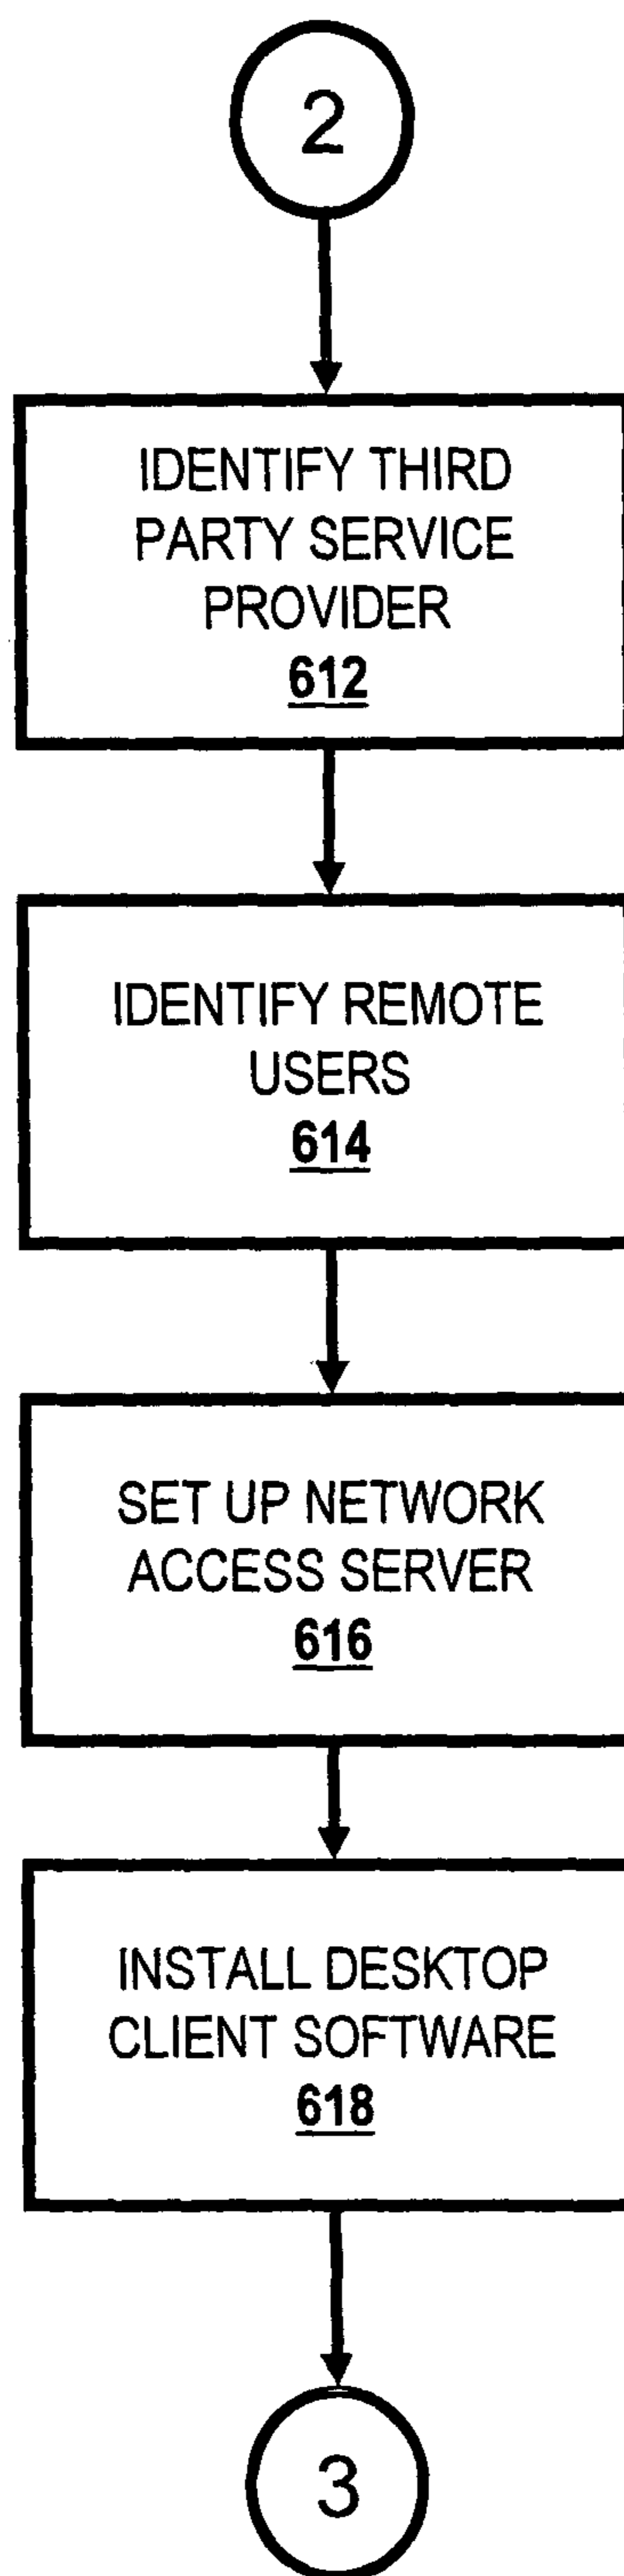 2
IDENTIFY THIRD
PARTY SERVICE
PROVIDER
612
IDENTIFY REMOTE
USERS
614
SET UP NETWORK
ACCESS SERVER
616
INSTALL DESKTOP
CLIENT SOFTWARE
618
3